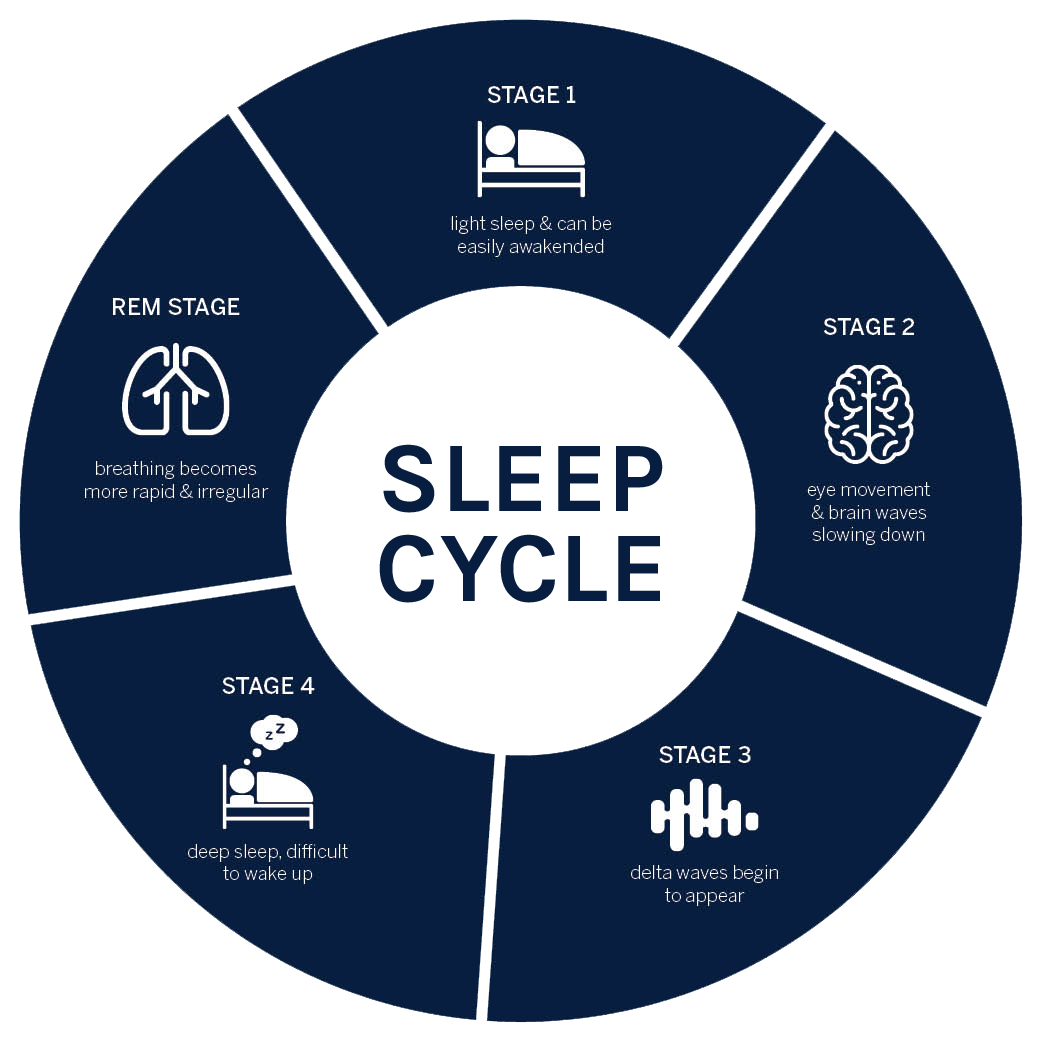 SLEEP
CYCLE
STAGE 1
light sleep & can be
easily awakended
STAGE 2
eye movement
& brain waves
slowing down
STAGE 3
delta waves begin
to appear
STAGE 4
z z
deep sleep, difficult
to wake up
REM STAGE
breathing becomes
more rapid & irregular